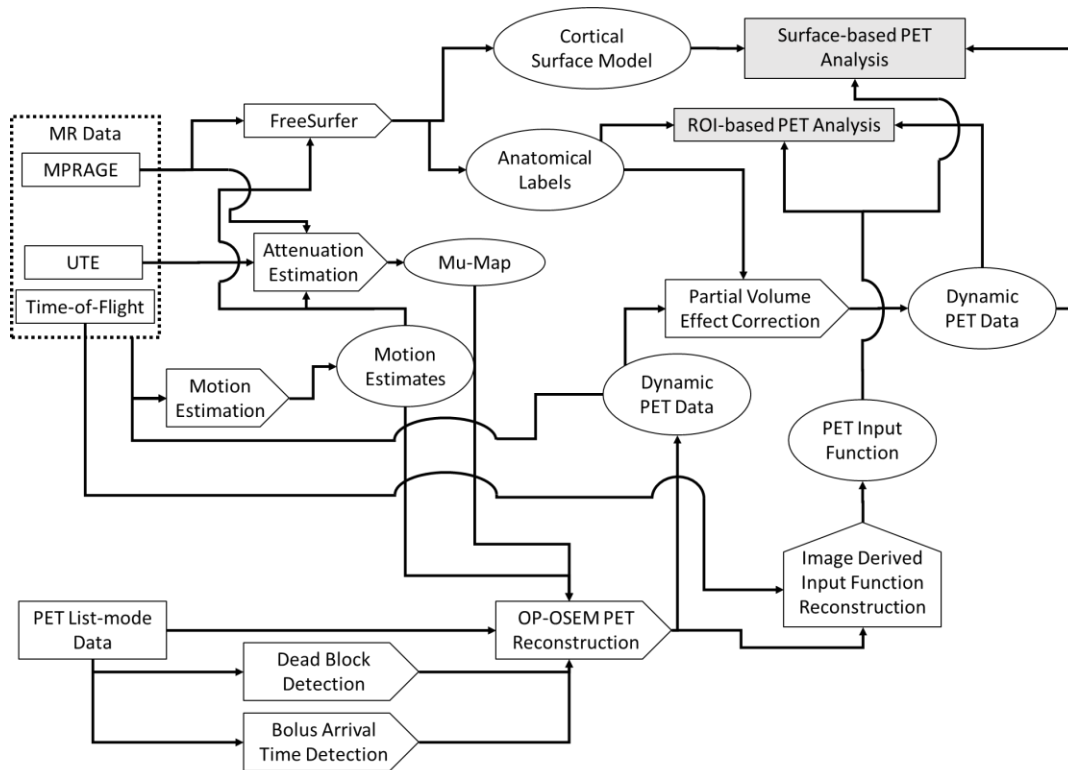 Cortical
Surface Model
Surface-based PET
Analysis
FreeSurfer
ROI-based PET Analysis
MR Data
MPRAGE
Anatomical
Labels
UTE
Attenuation
Estimation
Mu-Map
Time-of-Flight
Partial Volume
Effect Correction
Dynamic
PET Data
Motion
Estimation
Motion
Estimates
Dynamic
PET Data
PET Input
Function
Image Derived
Input Function
Reconstruction
PET List-mode
Data
OP-OSEM PET
Reconstruction
Dead Block
Detection
Bolus Arrival
Time Detection